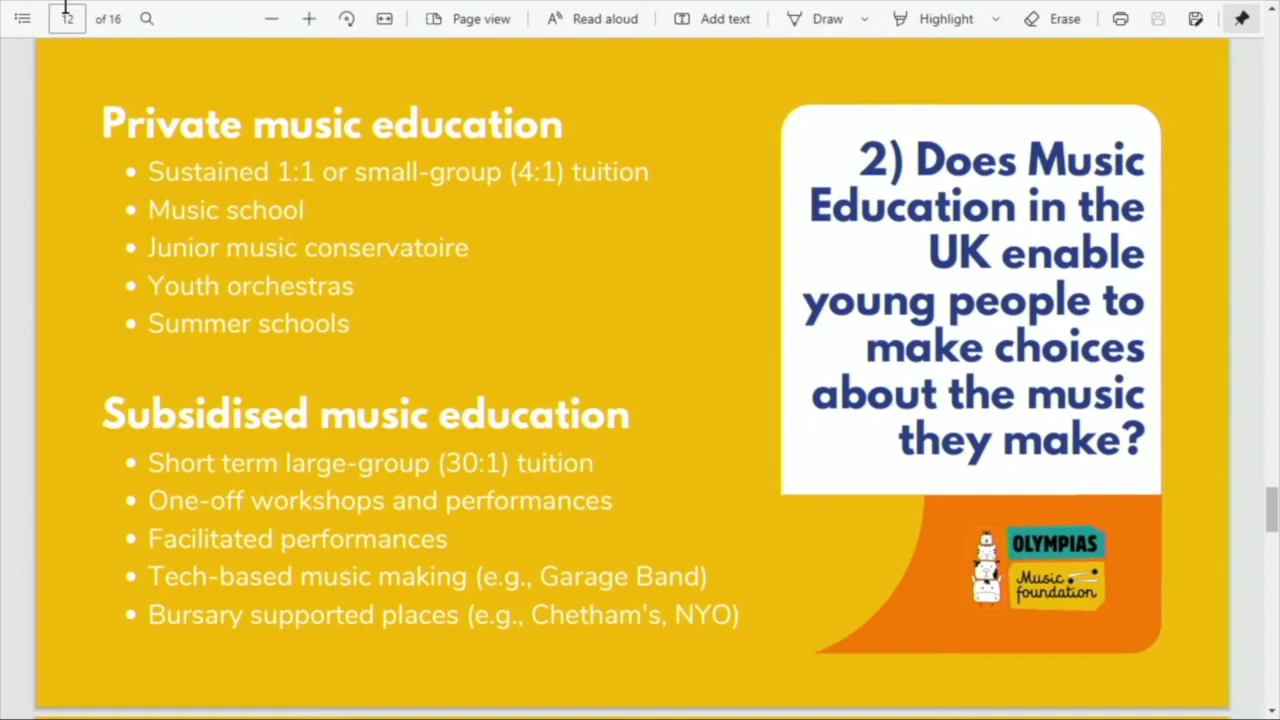 12 of 16
Page view
Read aloud
Add text
Draw
Highlight
Erase
Private music education
• Sustained 1:1 or small-group (4:1) tuition
• Music school
• Junior music conservatoire
• Youth orchestras
• Summer schools
Subsidised music education
• Short term large-group (30:1) tuition
• One-off workshops and performances
• Facilitated performances
• Tech-based music making (e.g., Garage Band)
• Bursary supported places (e.g., Chetham's, NYO)
2) Does Music
Education in the
UK enable
young people to
make choices
about the music
they make?
OLYMPIAS
Music
foundation